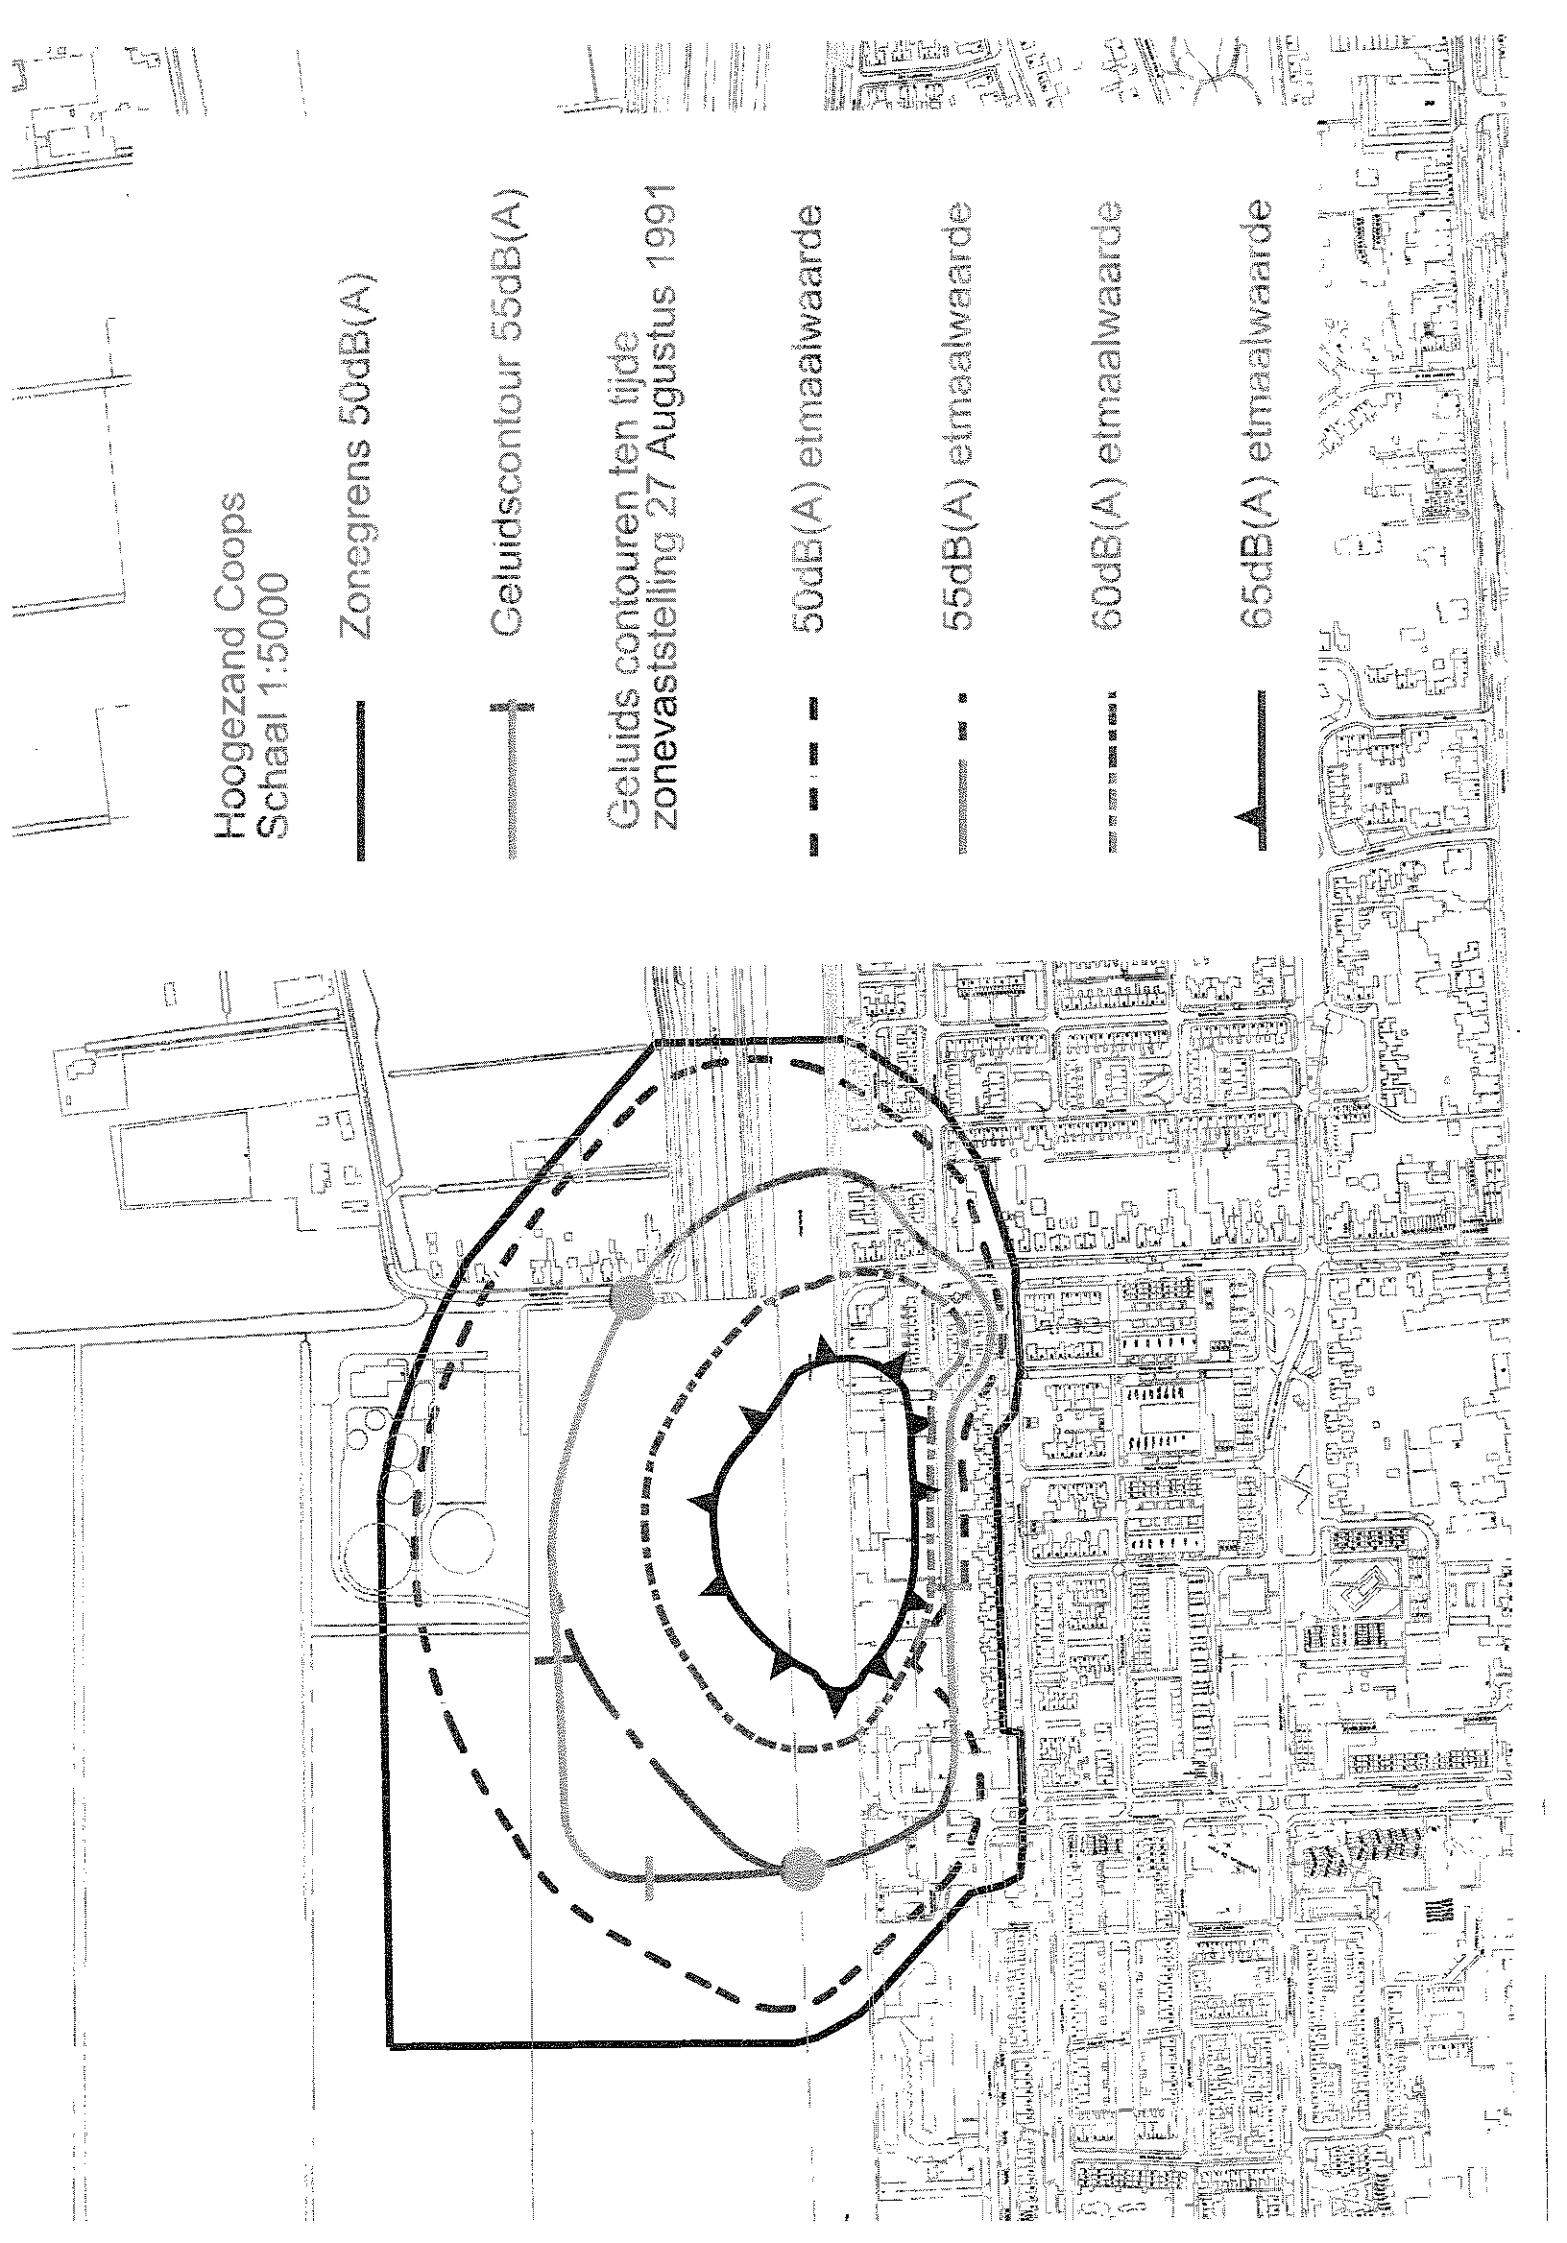 Hoogezand Coops
Schaal 1:5000
Zonegrens 50dB(A)
Geluidscontour 55dB(A)
Geluids contouren ten tijde
zonevaststelling 27 Augustus 1991
50dB(A) etmaalwaarde
55dB(A) etmaalwaarde
60dB(A) etmaalwaarde
65dB(A) etmaalwaarde